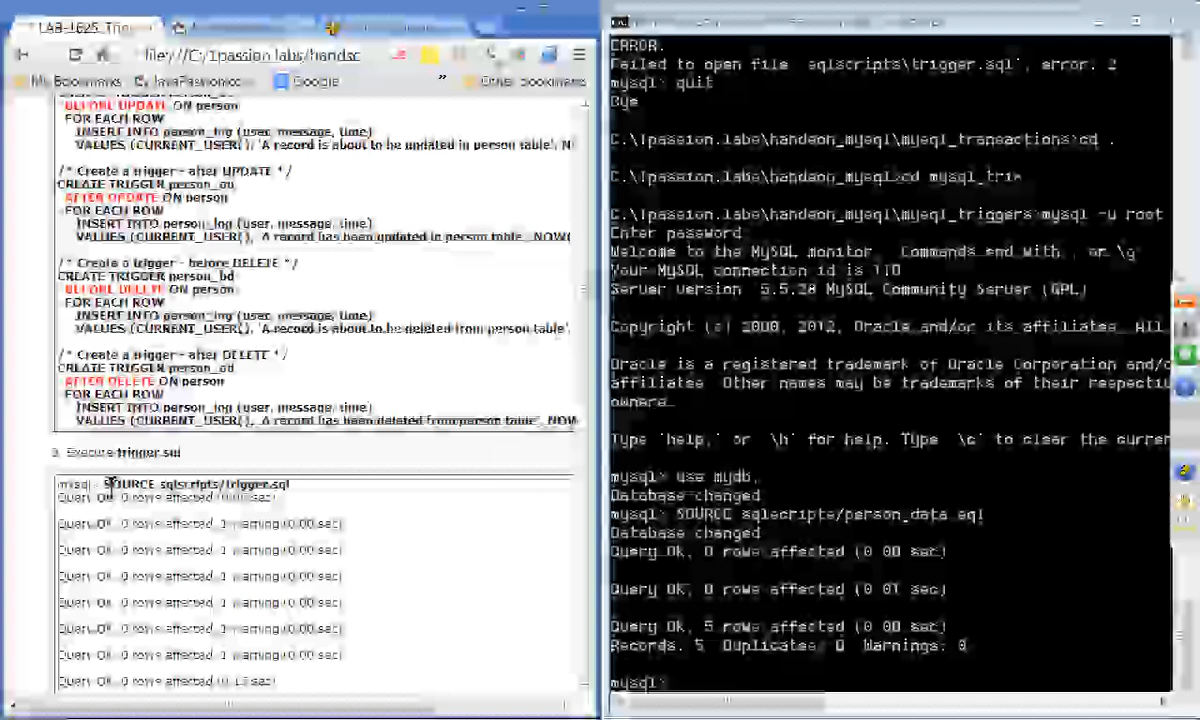 LAB-1625_Trig
file:///C:/1passion.labs/handsc
My Bookmarks JavaPassion.c Google » Other bookmarks
BEFORE UPDATE ON person
FOR EACH ROW
INSERT INTO person_log (user, message, time)
VALUES (CURRENT_USER(), 'A record is about to be updated in person table', N
/* Create a trigger - after UPDATE */
CREATE TRIGGER person_au
AFTER UPDATE ON person
FOR EACH ROW
INSERT INTO person_log (user, message, time)
VALUES (CURRENT_USER(), 'A record has been updated in person table', NOW(
/* Create a trigger - before DELETE */
CREATE TRIGGER person_bd
BEFORE DELETE ON person
FOR EACH ROW
INSERT INTO person_log (user, message, time)
VALUES (CURRENT_USER(), 'A record is about to be deleted from person table',
/* Create a trigger - after DELETE */
CREATE TRIGGER person_ad
AFTER DELETE ON person
FOR EACH ROW
INSERT INTO person_log (user, message, time)
VALUES (CURRENT_USER(), 'A record has been deleted from person table', NOW
Execute trigger.sql
mysql> SOURCE sqlscripts/trigger.sql
Query OK, 0 rows affected (0.00 sec)
Query OK, 0 rows affected, 1 warning (0.00 sec)
Query OK, 0 rows affected, 1 warning (0.00 sec)
Query OK, 0 rows affected, 1 warning (0.00 sec)
Query OK, 0 rows affected, 1 warning (0.00 sec)
Query OK, 0 rows affected, 1 warning (0.00 sec)
Query OK, 0 rows affected, 1 warning (0.00 sec)
Query OK, 0 rows affected (0.13 sec)
ERROR:
Failed to open file 'sqlscripts\trigger.sql', error: 2
mysql> quit
Bye
C:\1passion.labs\handson_mysql\mysql_transactions>cd ..
C:\1passion.labs\handson_mysql>cd mysql_tri*
C:\1passion.labs\handson_mysql\mysql_triggers>mysql -u root
Enter password:
Welcome to the MySQL monitor. Commands end with ; or \g.
Your MySQL connection id is 110
Server version: 5.5.28 MySQL Community Server (GPL)
Copyright (c) 2000, 2012, Oracle and/or its affiliates. All
Oracle is a registered trademark of Oracle Corporation and/o
affiliates. Other names may be trademarks of their respectiv
owners.
Type 'help;' or '\h' for help. Type '\c' to clear the curren
mysql> use mydb;
Database changed
mysql> SOURCE sqlscripts/person_data.sql
Database changed
Query OK, 0 rows affected (0.00 sec)
Query OK, 0 rows affected (0.01 sec)
Query OK, 5 rows affected (0.00 sec)
Records: 5 Duplicates: 0 Warnings: 0
mysql>